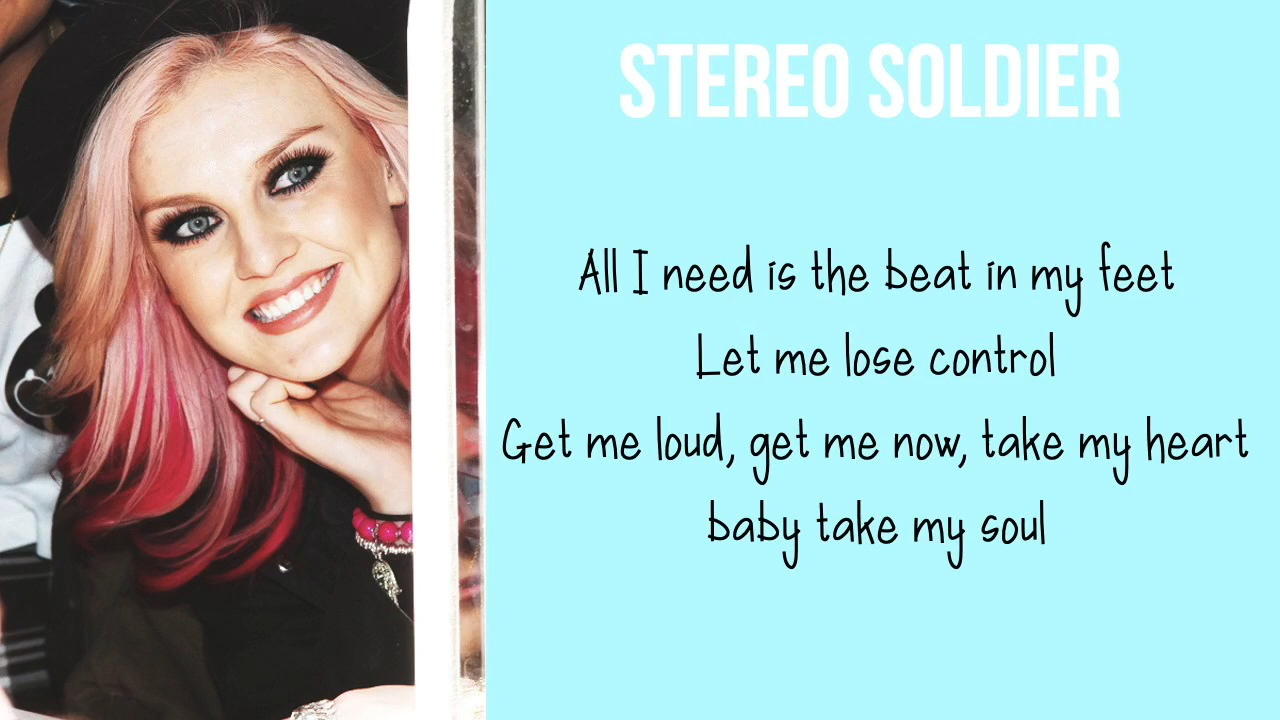 STEREO SOLDIER
All I need is the beat in my feet
Let me lose control
Get me loud, get me now, take my heart
baby take my soul